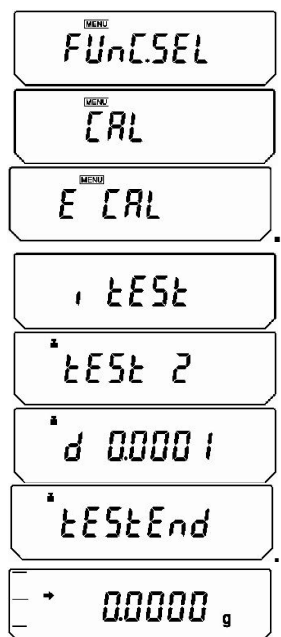 MENU
FUnC.SEL
MENU
CAL
MENU
E CAL
.
i tESt
tESt 2
d 0.0001
tEStEnd
.
0.0000 g